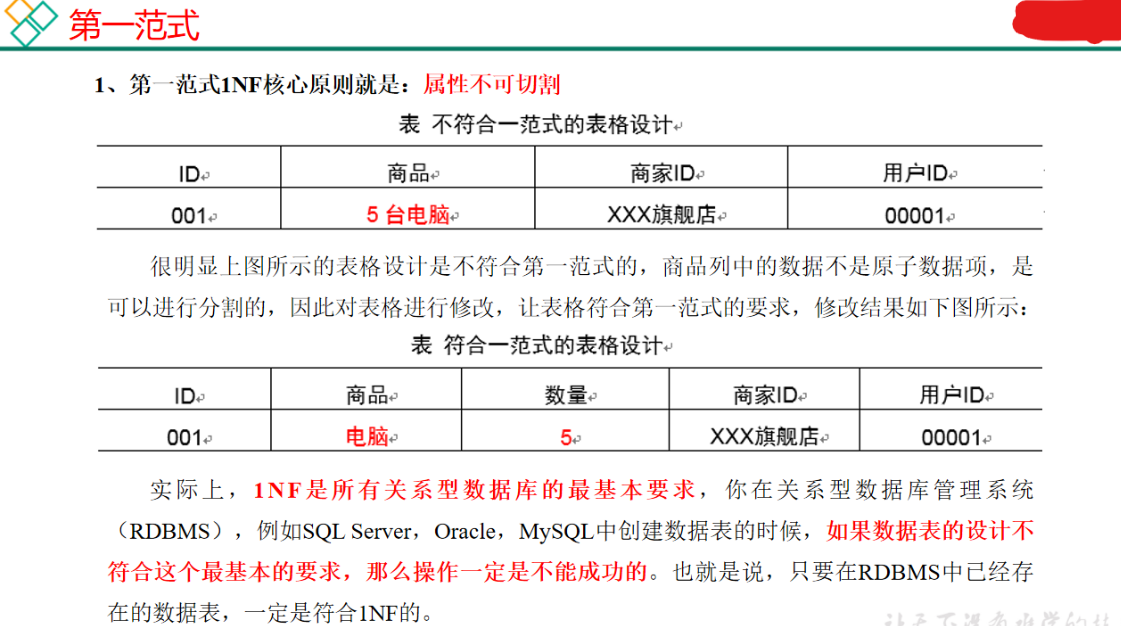 第一范式
1、第一范式1NF核心原则就是：属性不可切割
表 不符合一范式的表格设计
ID 商品 商家ID 用户ID
001 5 台电脑 XXX旗舰店 00001
很明显上图所示的表格设计是不符合第一范式的，商品列中的数据不是原子数据项，是
可以进行分割的，因此对表格进行修改，让表格符合第一范式的要求，修改结果如下图所示：
表 符合一范式的表格设计
ID 商品 数量 商家ID 用户ID
001 电脑 5 XXX旗舰店 00001
实际上，1NF是所有关系型数据库的最基本要求，你在关系型数据库管理系统
（RDBMS），例如SQL Server，Oracle，MySQL中创建数据表的时候，如果数据表的设计不
符合这个最基本的要求，那么操作一定是不能成功的。也就是说，只要在RDBMS中已经存
在的数据表，一定是符合1NF的。